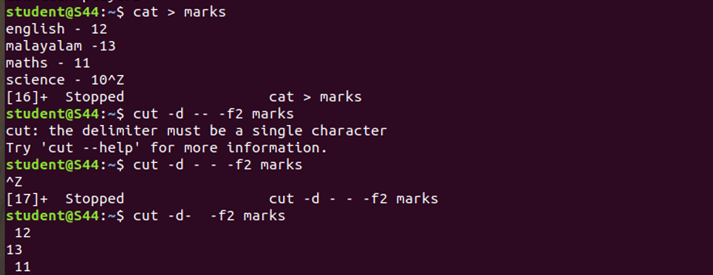 student@S44:~$ cat > marks
english - 12
malayalam -13
maths - 11
science - 10^Z
[16]+  Stopped                 cat > marks
student@S44:~$ cut -d -- -f2 marks
cut: the delimiter must be a single character
Try 'cut --help' for more information.
student@S44:~$ cut -d - - -f2 marks
^Z
[17]+  Stopped                 cut -d - - -f2 marks
student@S44:~$ cut -d-  -f2 marks
 12
13
 11